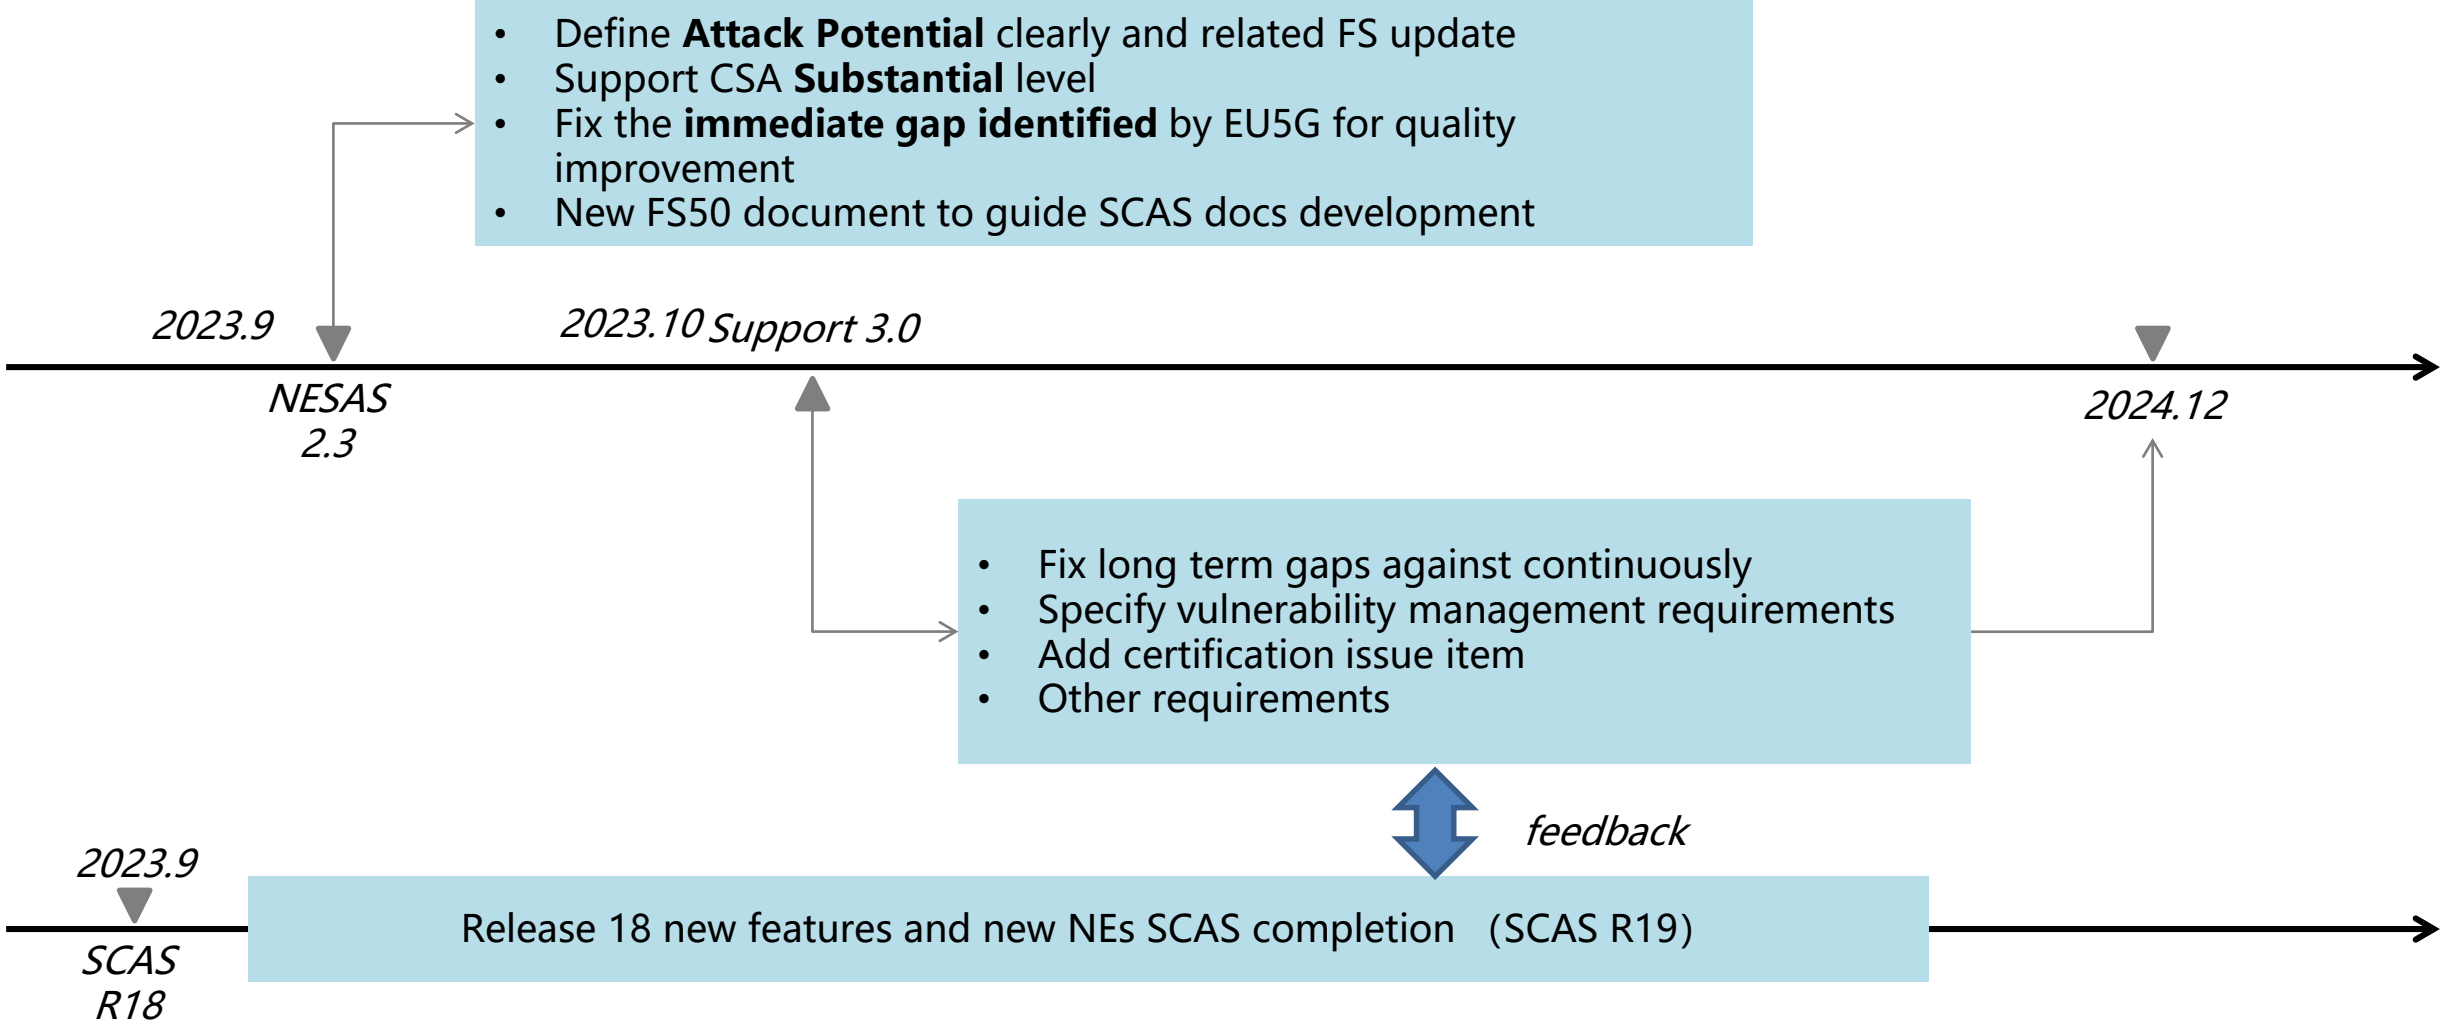 • Define Attack Potential clearly and related FS update
• Support CSA Substantial level
• Fix the immediate gap identified by EU5G for quality
improvement
• New FS50 document to guide SCAS docs development
2023.9
2023.10 Support 3.0
NESAS
2.3
2024.12
• Fix long term gaps against continuously
• Specify vulnerability management requirements
• Add certification issue item
• Other requirements
feedback
2023.9
Release 18 new features and new NEs SCAS completion （SCAS R19）
SCAS
R18